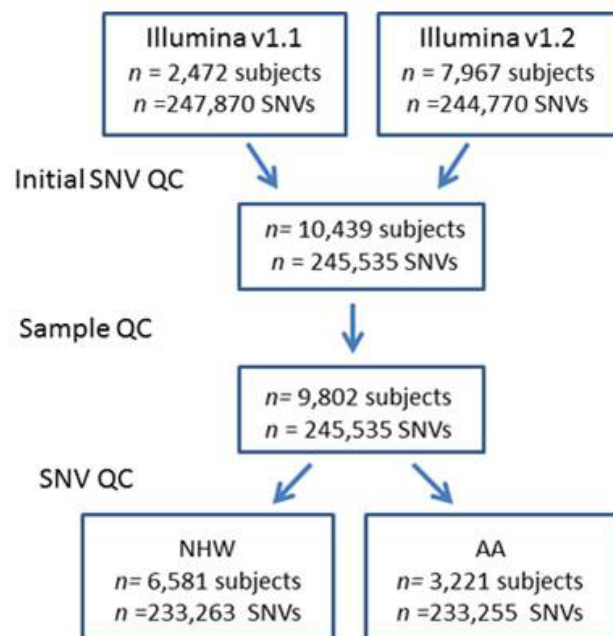 Illumina v1.1
n = 2,472 subjects
n =247,870 SNVs
Illumina v1.2
n = 7,967 subjects
n =244,770 SNVs
Initial SNV QC
n= 10,439 subjects
n = 245,535 SNVs
Sample QC
n= 9,802 subjects
n = 245,535 SNVs
SNV QC
NHW
n= 6,581 subjects
n =233,263 SNVs
AA
n= 3,221 subjects
n =233,255 SNVs